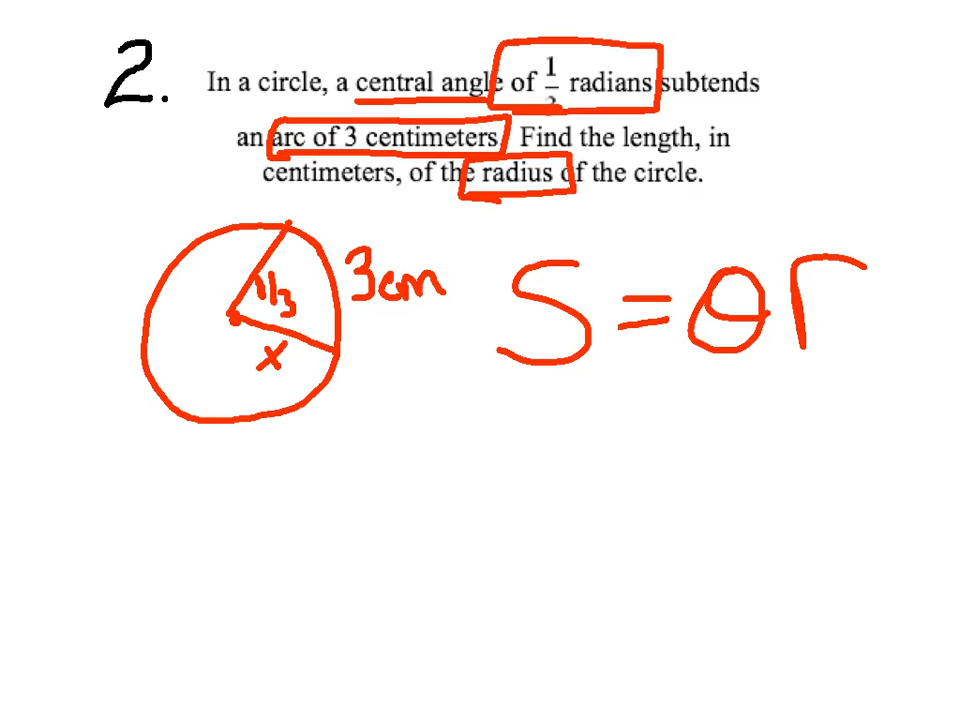 2.
In a circle, a central angle of 1/3 radians subtends
an arc of 3 centimeters. Find the length, in
centimeters, of the radius of the circle.
1/3
3cm
x
S = θr